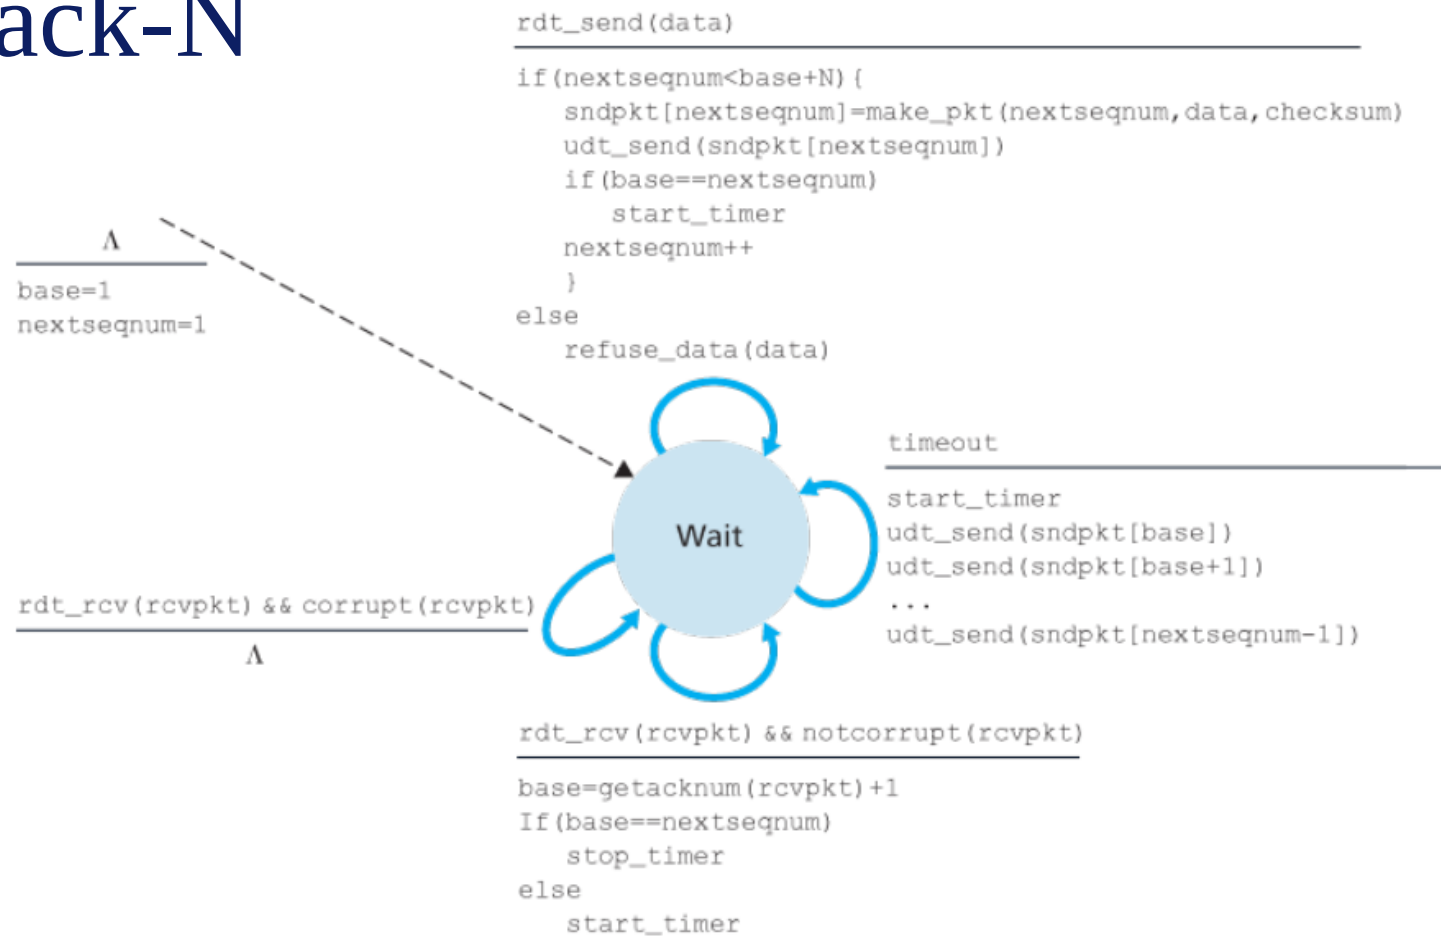 ack-N
rdt_send(data)
if(nextseqnum<base+N){
sndpkt[nextseqnum]=make_pkt(nextseqnum,data,checksum)
udt_send(sndpkt[nextseqnum])
if(base==nextseqnum)
start_timer
nextseqnum++
}
else
refuse_data(data)
Λ
base=1
nextseqnum=1
timeout
start_timer
udt_send(sndpkt[base])
udt_send(sndpkt[base+1])
...
udt_send(sndpkt[nextseqnum-1])
Wait
rdt_rcv(rcvpkt) && corrupt(rcvpkt)
Λ
rdt_rcv(rcvpkt) && notcorrupt(rcvpkt)
base=getacknum(rcvpkt)+1
If(base==nextseqnum)
stop_timer
else
start_timer